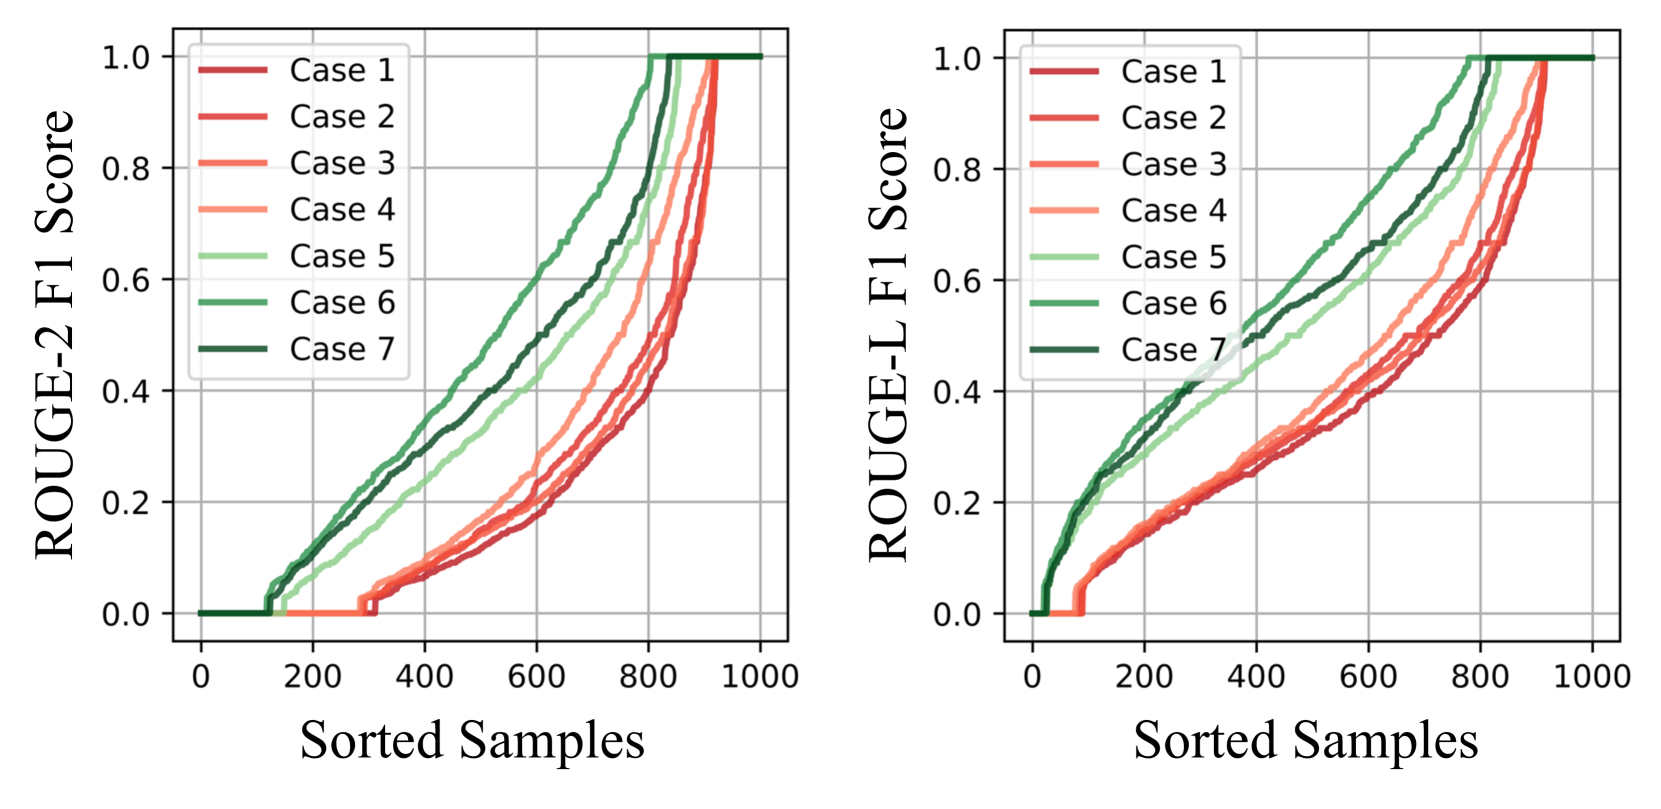 ROUGE-2 F1 Score
1.0
0.8
0.6
0.4
0.2
0.0
Case 1
Case 2
Case 3
Case 4
Case 5
Case 6
Case 7
0 200 400 600 800 1000
Sorted Samples
ROUGE-L F1 Score
1.0
0.8
0.6
0.4
0.2
0.0
Case 1
Case 2
Case 3
Case 4
Case 5
Case 6
Case 7
0 200 400 600 800 1000
Sorted Samples